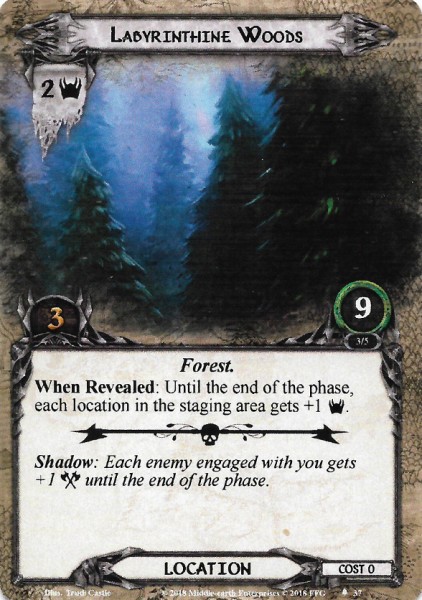 Labyrinthine Woods
2
9
3
3/5
Forest.
When Revealed: Until the end of the phase,
each location in the staging area gets +1 .
Shadow: Each enemy engaged with you gets
+1 until the end of the phase.
LOCATION
COST 0
Illus. Trudi Castle
© 2018 Middle-earth Enterprises © 2018 FFG
37